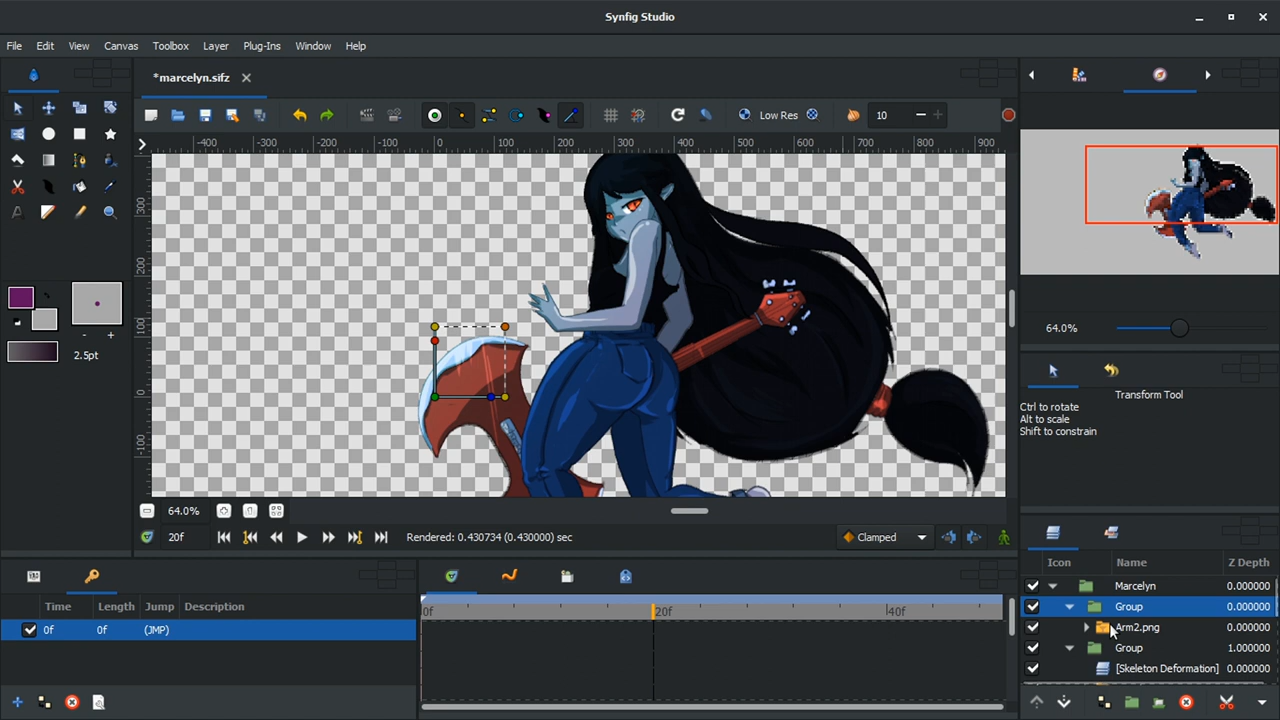 Synfig Studio
File Edit View Canvas Toolbox Layer Plug-Ins Window Help
*marcelyn.sifz
Low Res 10
-400 -300 -200 -100 0 100 200 300 400 500 600 700 800 900
300
200
100
0
-100
2.5pt
64.0%
Transform Tool
Ctrl to rotate
Alt to scale
Shift to constrain
64.0%
20f Rendered: 0.430734 (0.430000) sec Clamped
Icon Name Z Depth
Marcelyn 0.000000
Group 0.000000
Arm2.png 0.000000
Group 1.000000
[Skeleton Deformation] 0.000000
Time Length Jump Description
0f 0f (JMP)
0f 20f 40f